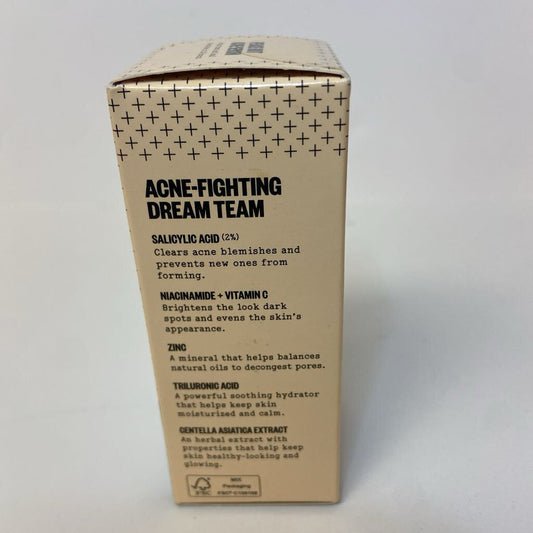 ACNE-FIGHTING
DREAM TEAM
SALICYLIC ACID (2%)
Clears acne blemishes and
prevents new ones from
forming.
NIACINAMIDE + VITAMIN C
Brightens the look dark
spots and evens the skin's
appearance.
ZINC
A mineral that helps balances
natural oils to decongest pores.
TRILURONIC ACID
A powerful soothing hydrator
that helps keep skin
moisturized and calm.
CENTELLA ASIATICA EXTRACT
An herbal extract with
properties that help keep
skin healthy-looking and
glowing.
MIX
Packaging
FSC